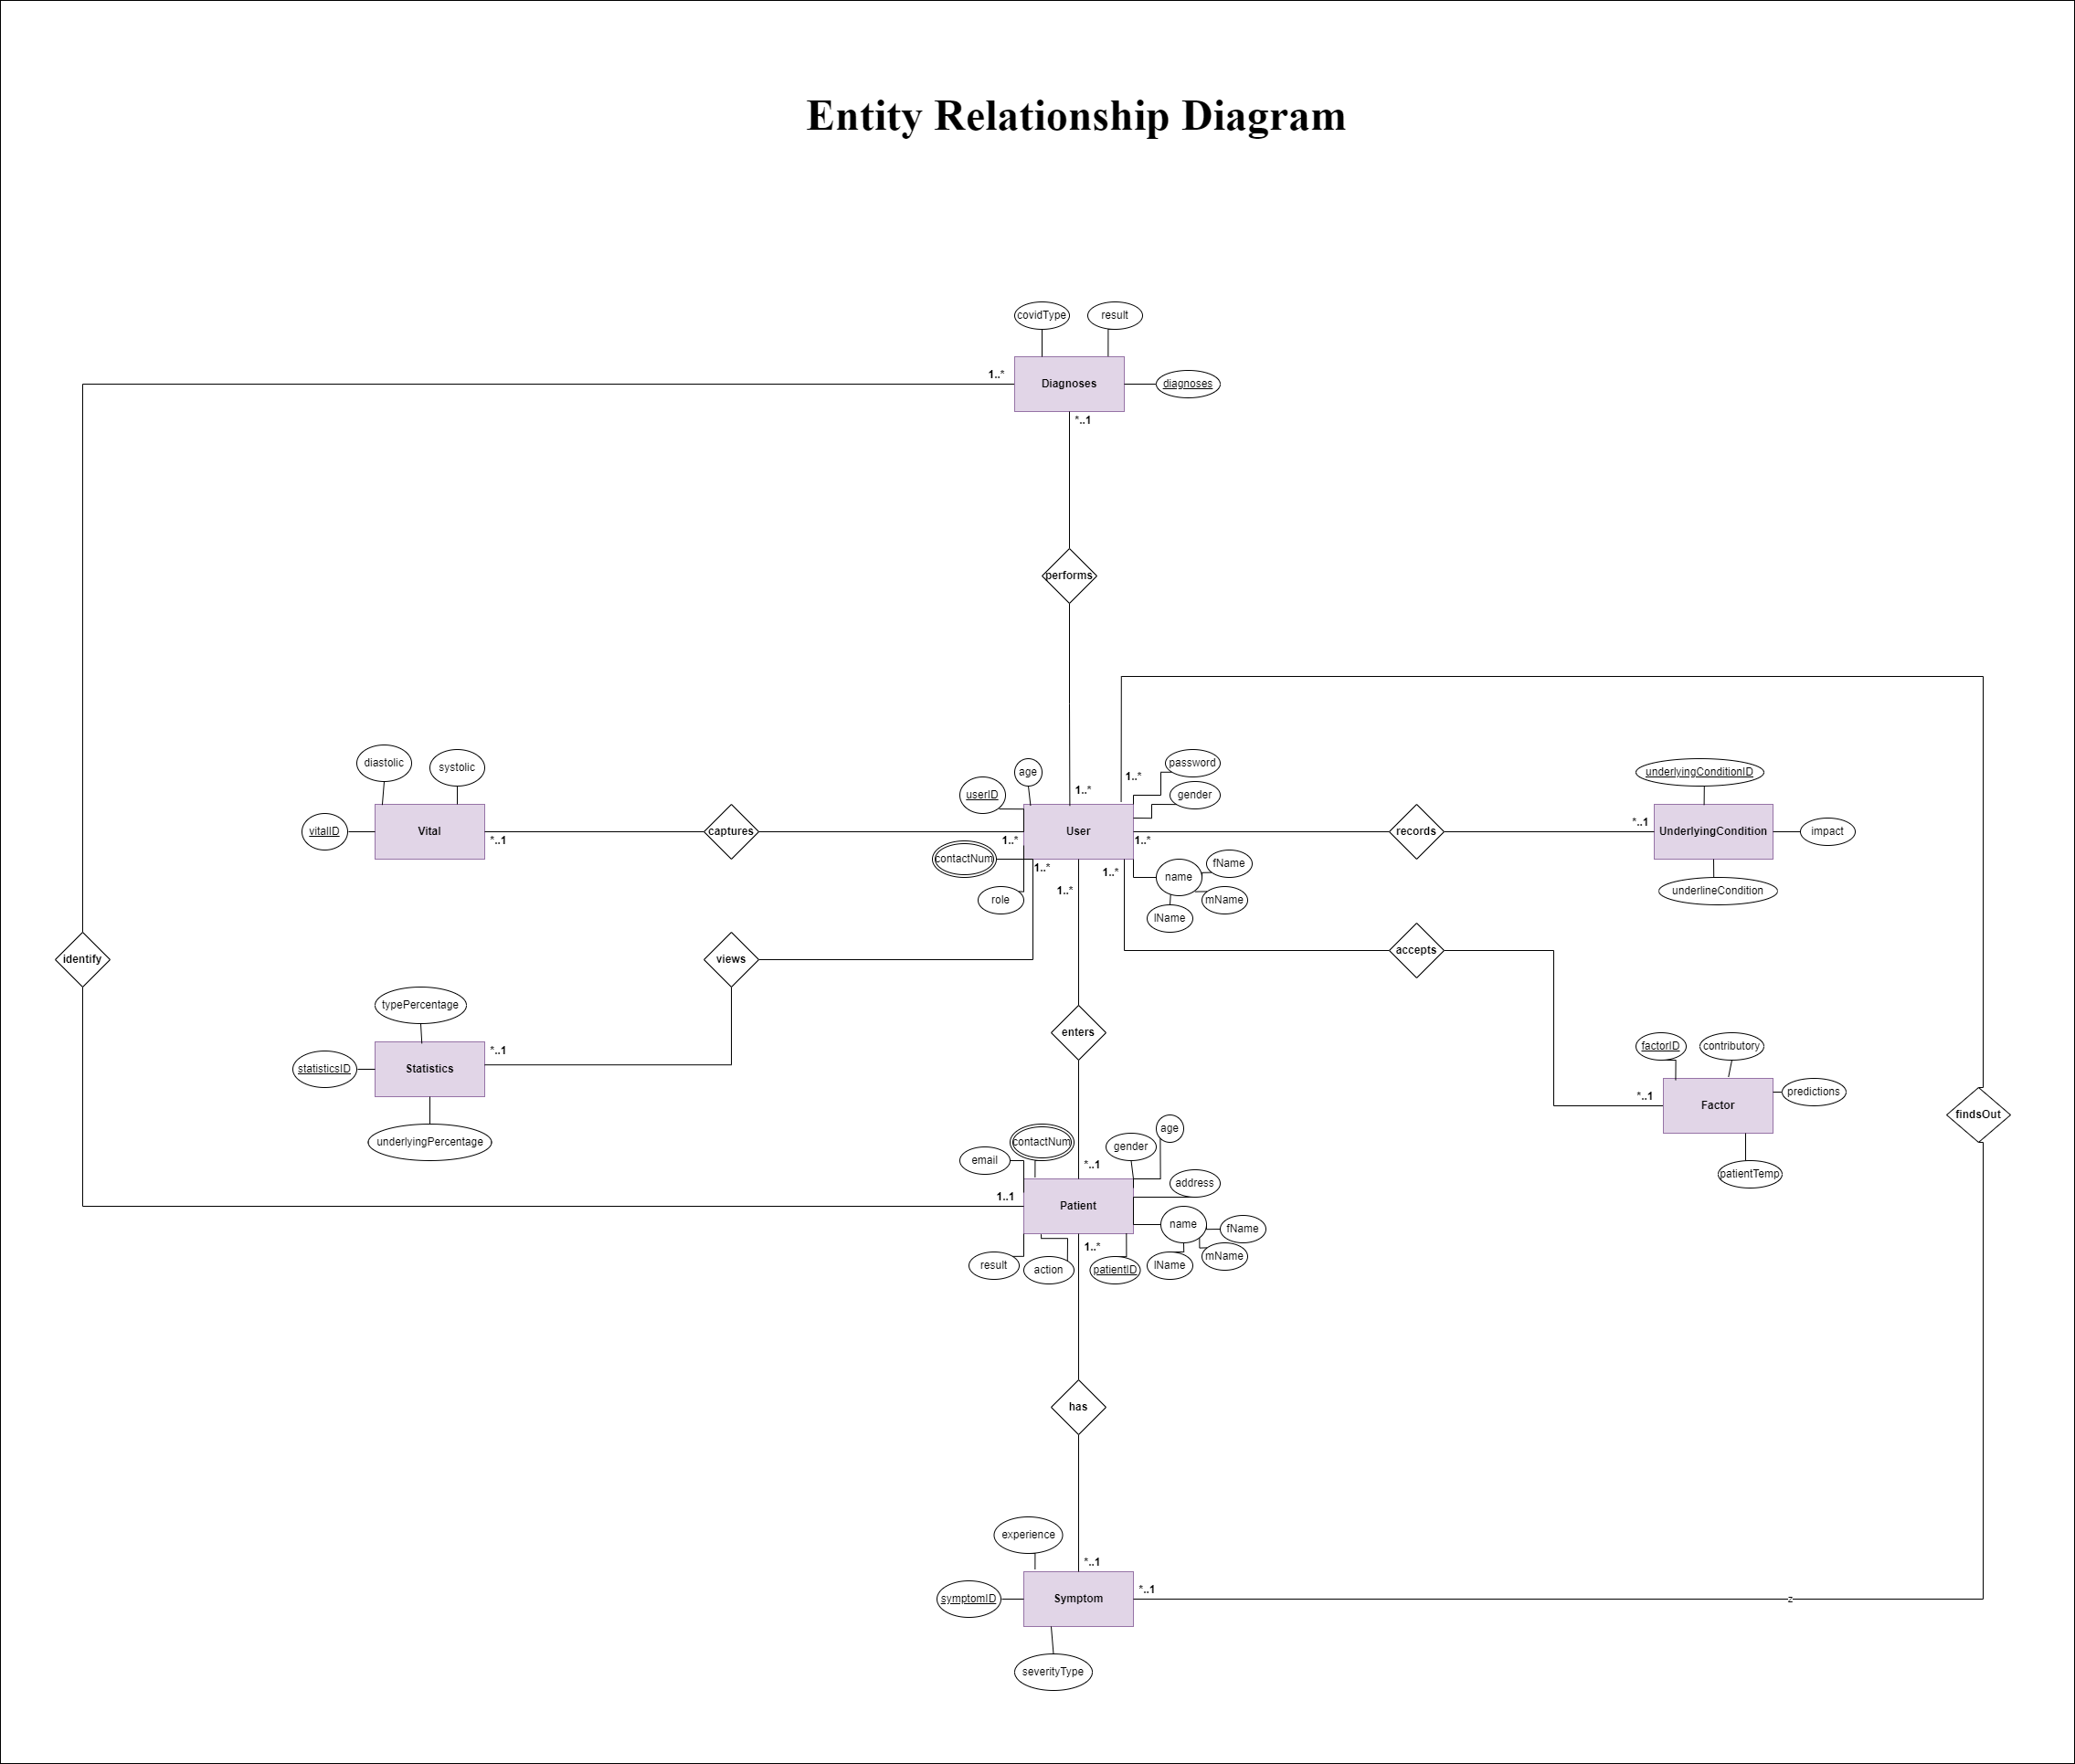 Entity Relationship Diagram
covidType
result
1..*
Diagnoses
diagnoses
*..1
performs
1..*
1..*
age
password
userID
gender
diastolic
systolic
vitalID
Vital
*..1
captures
1..*
User
1..*
records
*..1
underlyingConditionID
UnderlyingCondition
impact
underlineCondition
contactNum
1..*
role
1..*
1..*
name
fName
mName
lName
identify
views
accepts
typePercentage
statisticsID
Statistics
*..1
underlyingPercentage
enters
factorID
contributory
predictions
*..1
Factor
patientTemp
findsOut
contactNum
email
gender
age
*..1
address
1..1
Patient
name
fName
mName
lName
result
action
1..*
patientID
has
experience
*..1
symptomID
Symptom
*..1
z
severityType